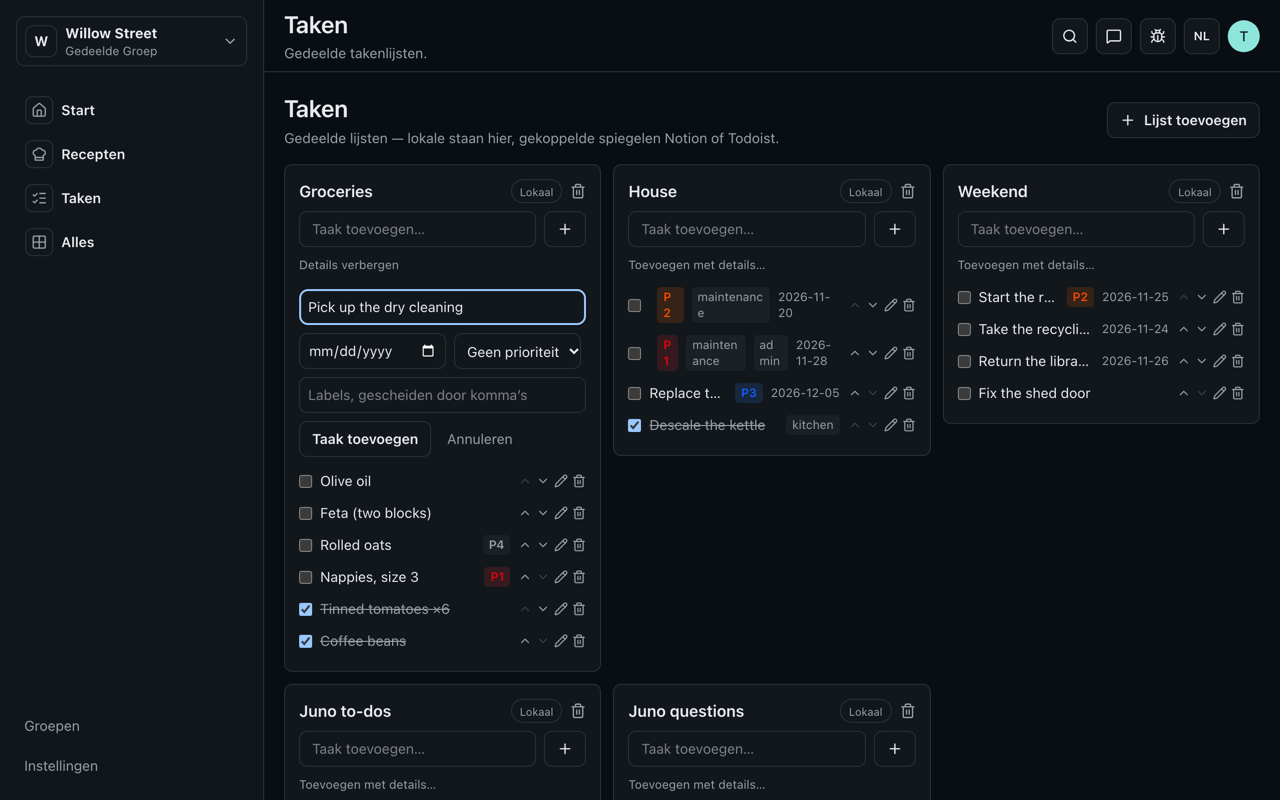 W
Willow Street
Gedeelde Groep
Start
Recepten
Taken
Alles
Groepen
Instellingen
Taken
Gedeelde takenlijsten.
NL
T
Taken
Gedeelde lijsten — lokale staan hier, gekoppelde spiegelen Notion of Todoist.
Lijst toevoegen
Groceries
Lokaal
Taak toevoegen...
Details verbergen
Pick up the dry cleaning
mm/dd/yyyy
Geen prioriteit
Labels, gescheiden door komma’s
Taak toevoegen
Annuleren
Olive oil
Feta (two blocks)
Rolled oats P4
Nappies, size 3 P1
Tinned tomatoes ×6
Coffee beans
House
Lokaal
Taak toevoegen...
Toevoegen met details...
P2 maintenance 2026-11-20
P1 maintenance admin 2026-11-28
Replace t... P3 2026-12-05
Descale the kettle kitchen
Weekend
Lokaal
Taak toevoegen...
Toevoegen met details...
Start the r... P2 2026-11-25
Take the recycli... 2026-11-24
Return the libra... 2026-11-26
Fix the shed door
Juno to-dos
Lokaal
Taak toevoegen...
Toevoegen met details...
Juno questions
Lokaal
Taak toevoegen...
Toevoegen met details...